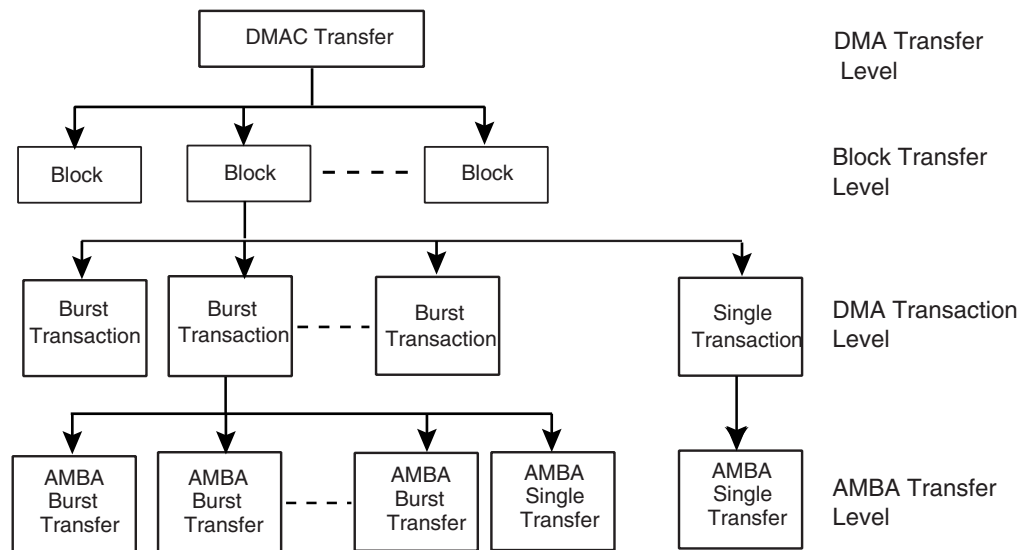 DMAC Transfer
DMA Transfer
Level
Block
Block
Block
Block Transfer
Level
Burst
Transaction
Burst
Transaction
Burst
Transaction
Single
Transaction
DMA Transaction
Level
AMBA
Burst
Transfer
AMBA
Burst
Transfer
AMBA
Burst
Transfer
AMBA
Single
Transfer
AMBA
Single
Transfer
AMBA Transfer
Level